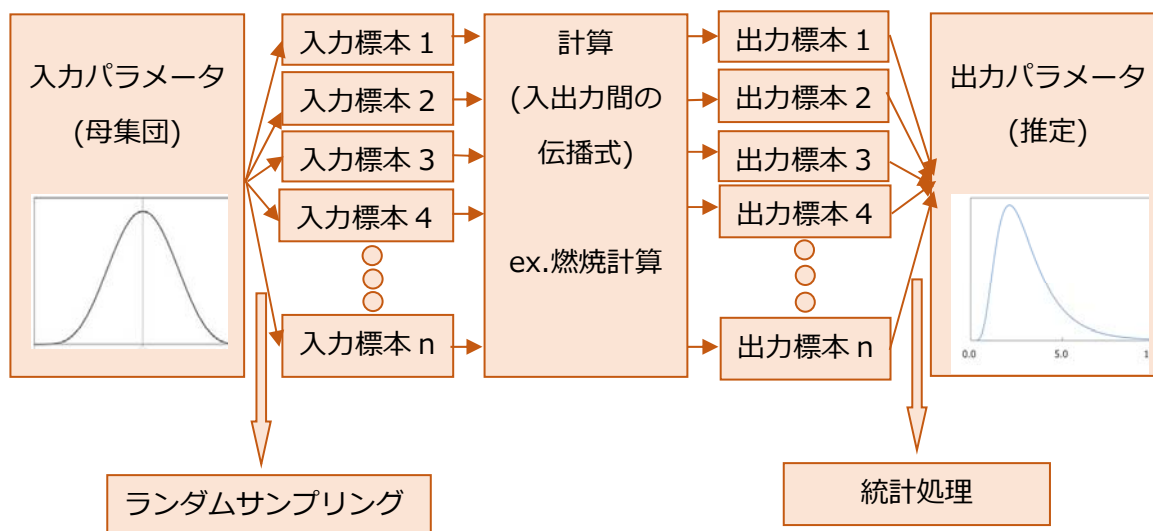 入力パラメータ
(母集団)
入力標本1
入力標本2
入力標本3
入力標本4
入力標本n
計算
(入出力間の
伝播式)
ex.燃焼計算
出力標本1
出力標本2
出力標本3
出力標本4
出力標本n
出力パラメータ
(推定)
0.0
5.0
1
ランダムサンプリング
統計処理